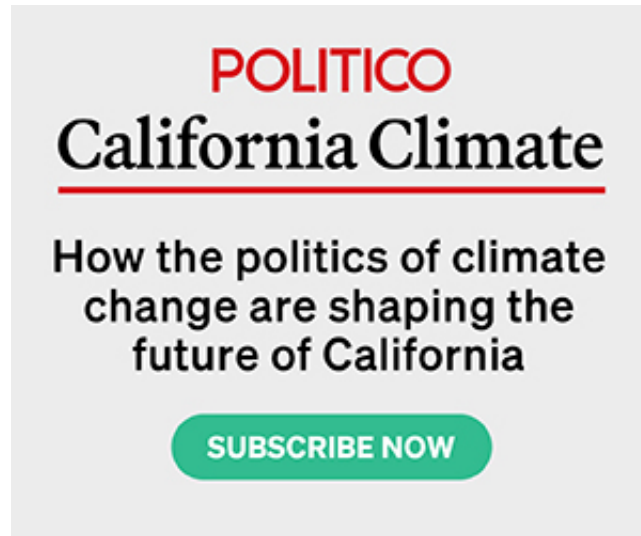 POLITICO
California Climate
How the politics of climate
change are shaping the
future of California
SUBSCRIBE NOW